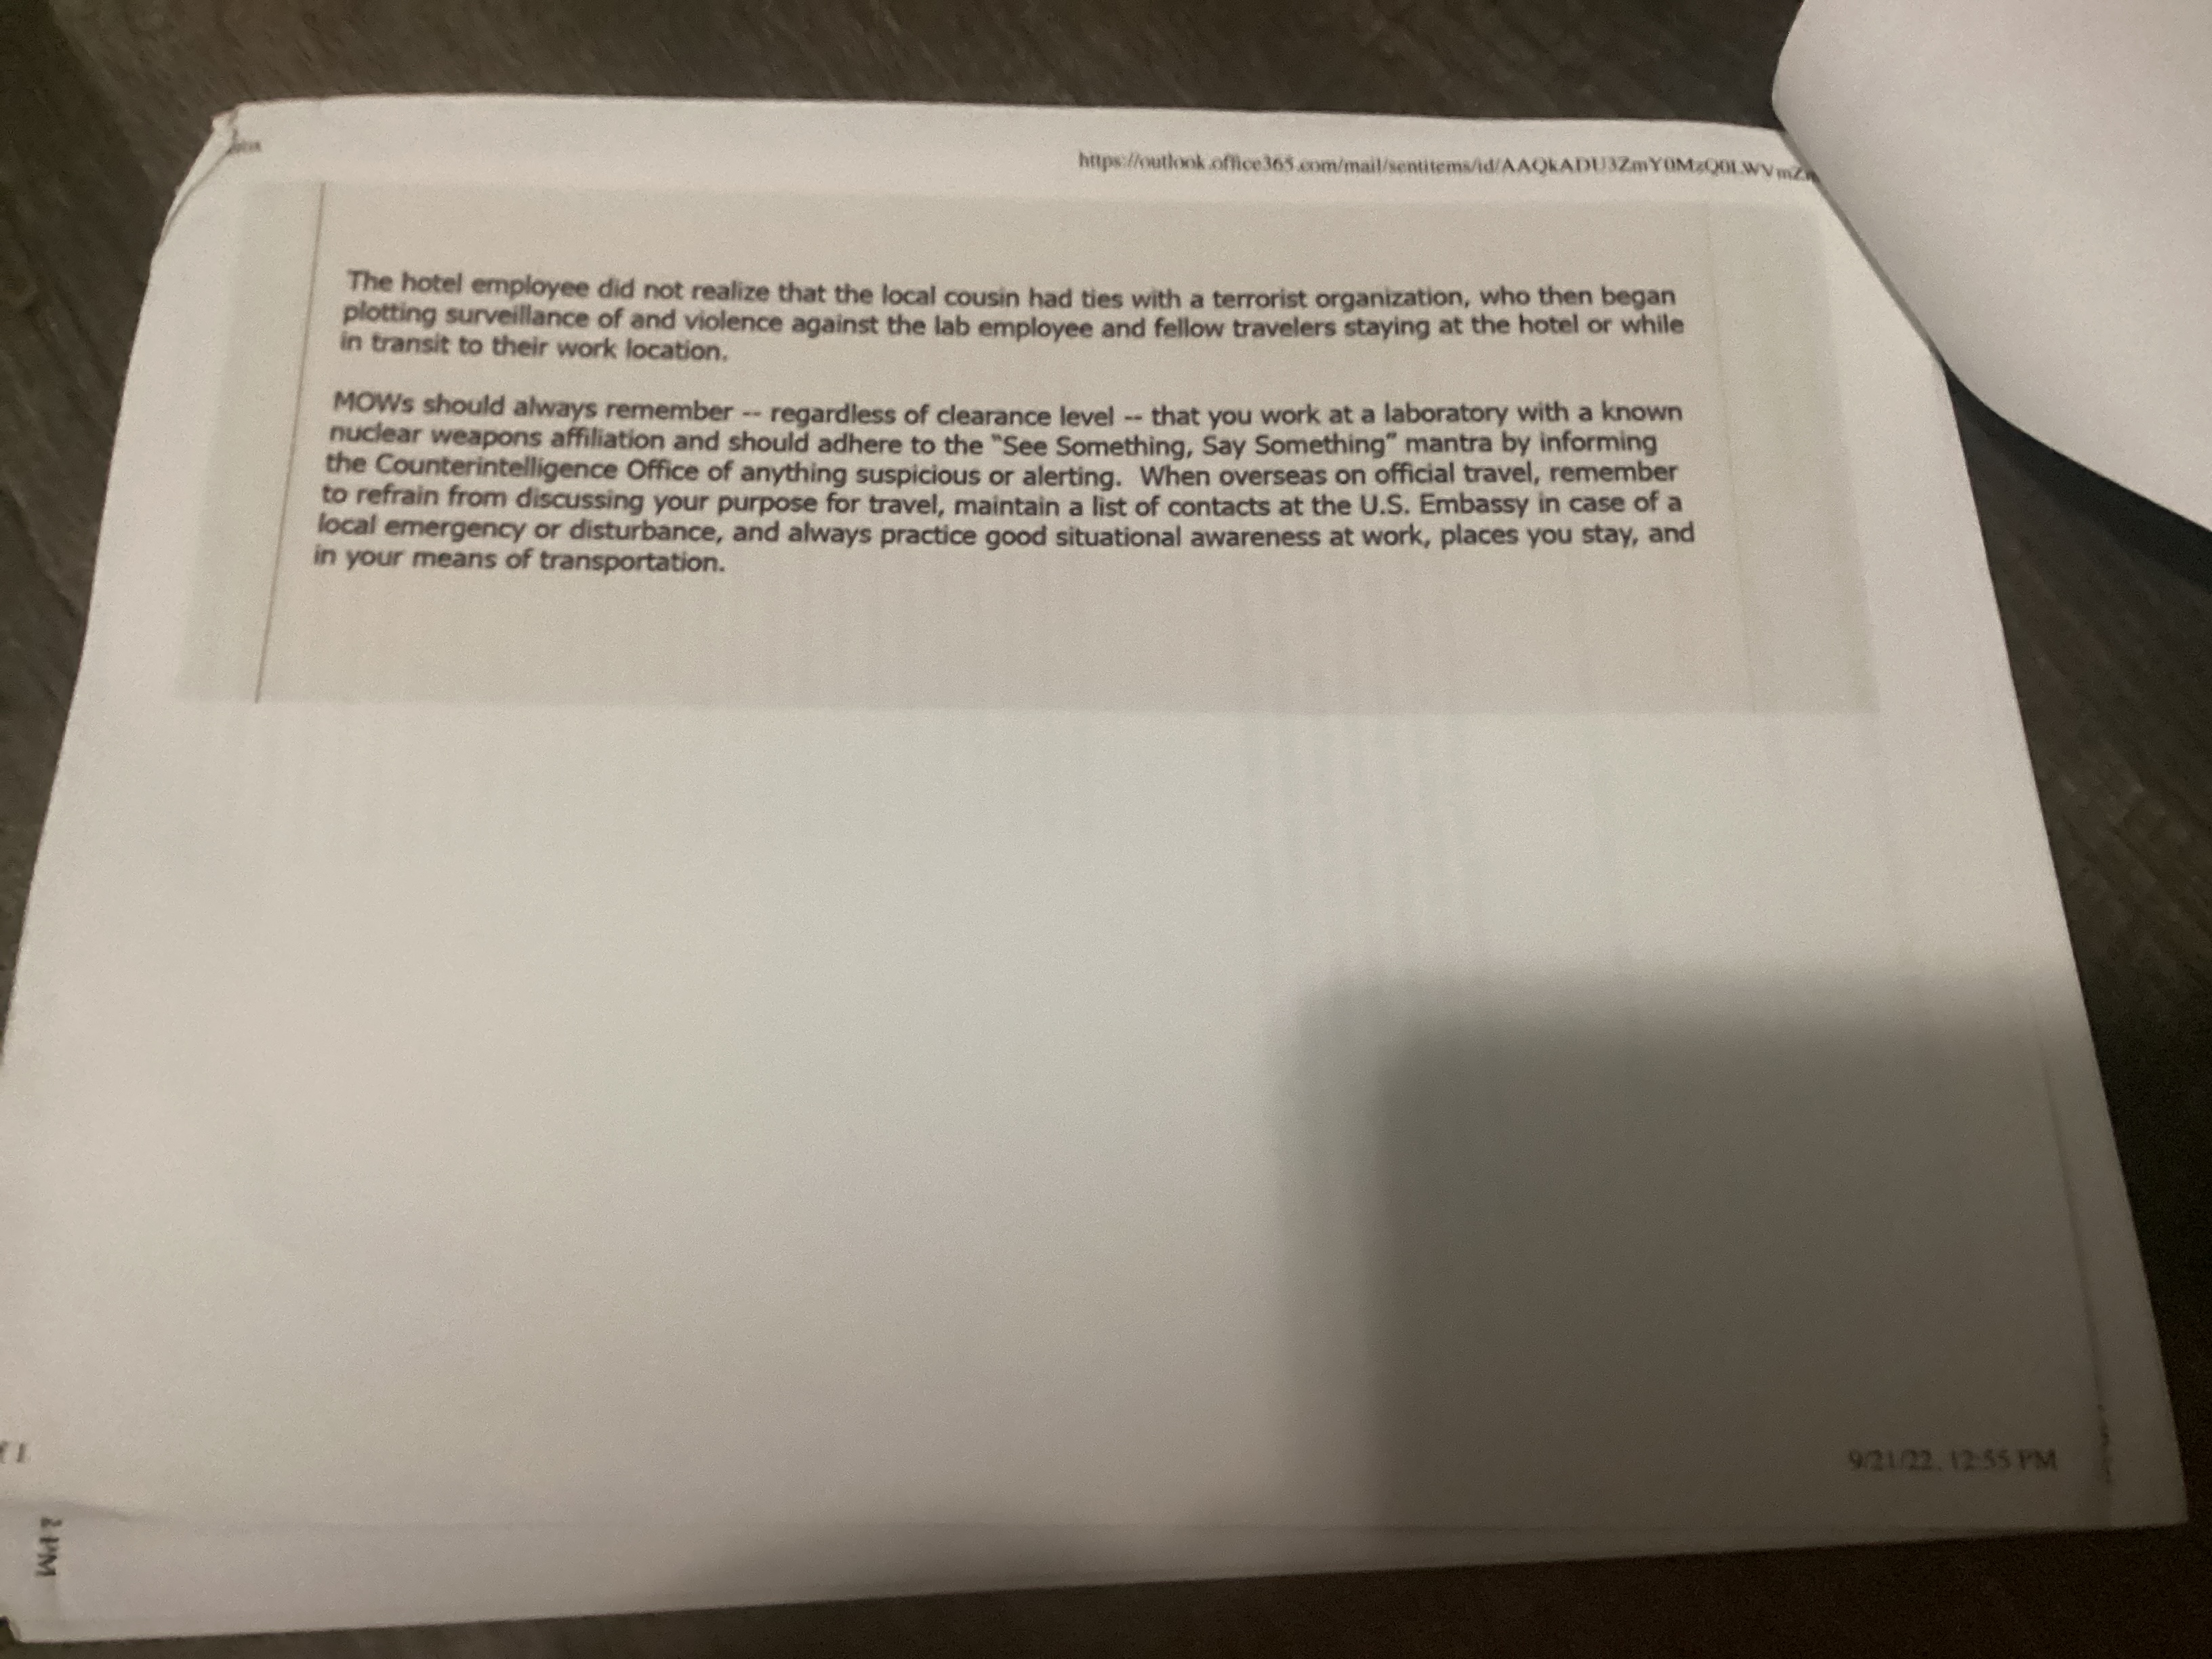 https://outlook.office365.com/mail/sentitems/id/AAQkADU3ZmY0MzQ0LWVmZ
The hotel employee did not realize that the local cousin had ties with a terrorist organization, who then began
plotting surveillance of and violence against the lab employee and fellow travelers staying at the hotel or while
in transit to their work location.
MOWs should always remember -- regardless of clearance level -- that you work at a laboratory with a known
nuclear weapons affiliation and should adhere to the "See Something, Say Something" mantra by informing
the Counterintelligence Office of anything suspicious or alerting. When overseas on official travel, remember
to refrain from discussing your purpose for travel, maintain a list of contacts at the U.S. Embassy in case of a
local emergency or disturbance, and always practice good situational awareness at work, places you stay, and
in your means of transportation.
9/21/22, 12:55 PM
2 PM